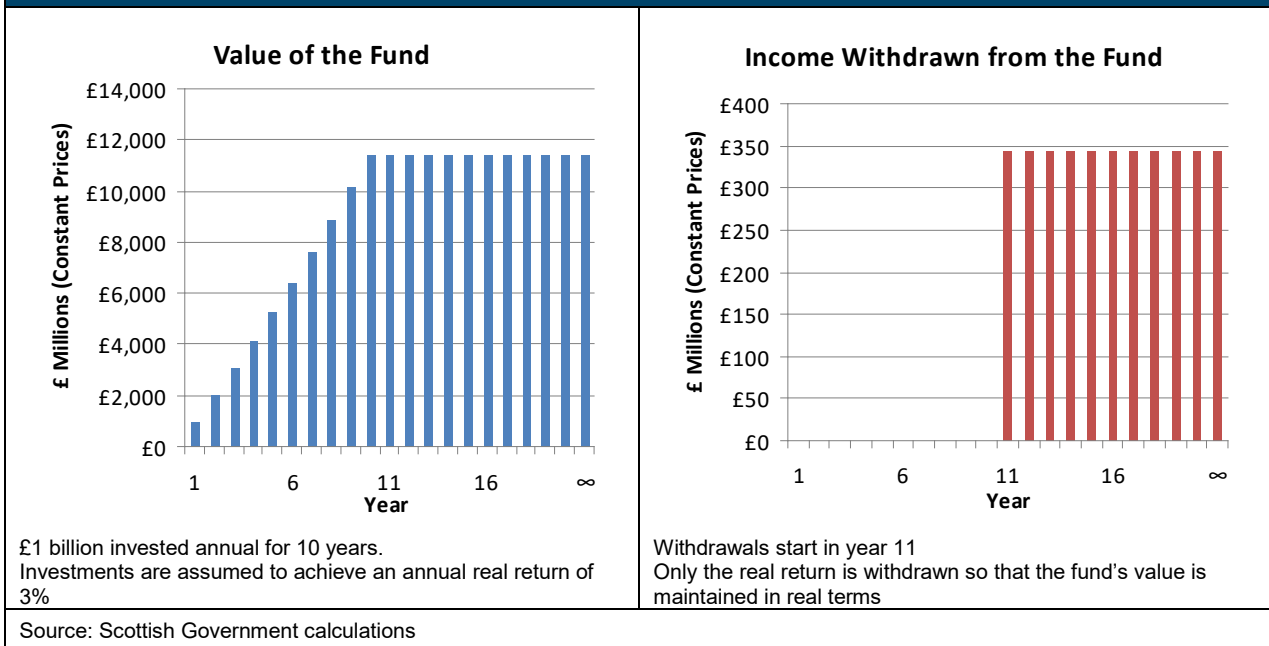 Value of the Fund
£ Millions (Constant Prices)
£14,000
£12,000
£10,000
£8,000
£6,000
£4,000
£2,000
£0
1 6 11 16 ∞
Year
£1 billion invested annual for 10 years.
Investments are assumed to achieve an annual real return of
3%
Income Withdrawn from the Fund
£ Millions (Constant Prices)
£400
£350
£300
£250
£200
£150
£100
£50
£0
1 6 11 16 ∞
Year
Withdrawals start in year 11
Only the real return is withdrawn so that the fund’s value is
maintained in real terms
Source: Scottish Government calculations